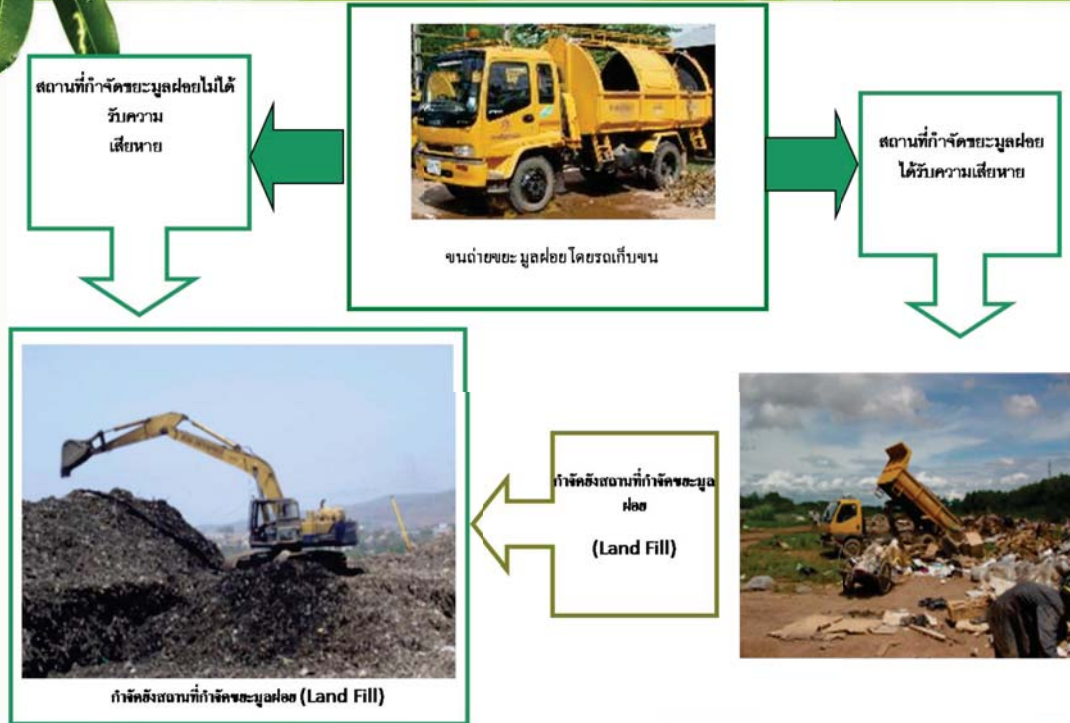 สถานที่กำจัดขยะมูลฝอยไม่ได้
รับความ
เสียหาย
ขนถ่ายขยะมูลฝอยโดยรถเก็บขน
สถานที่กำจัดขยะมูลฝอย
ได้รับความเสียหาย
กำจัดยังสถานที่กำจัดขยะมูล
ฝอย
(Land Fill)
กำจัดยังสถานที่กำจัดขยะมูลฝอย (Land Fill)